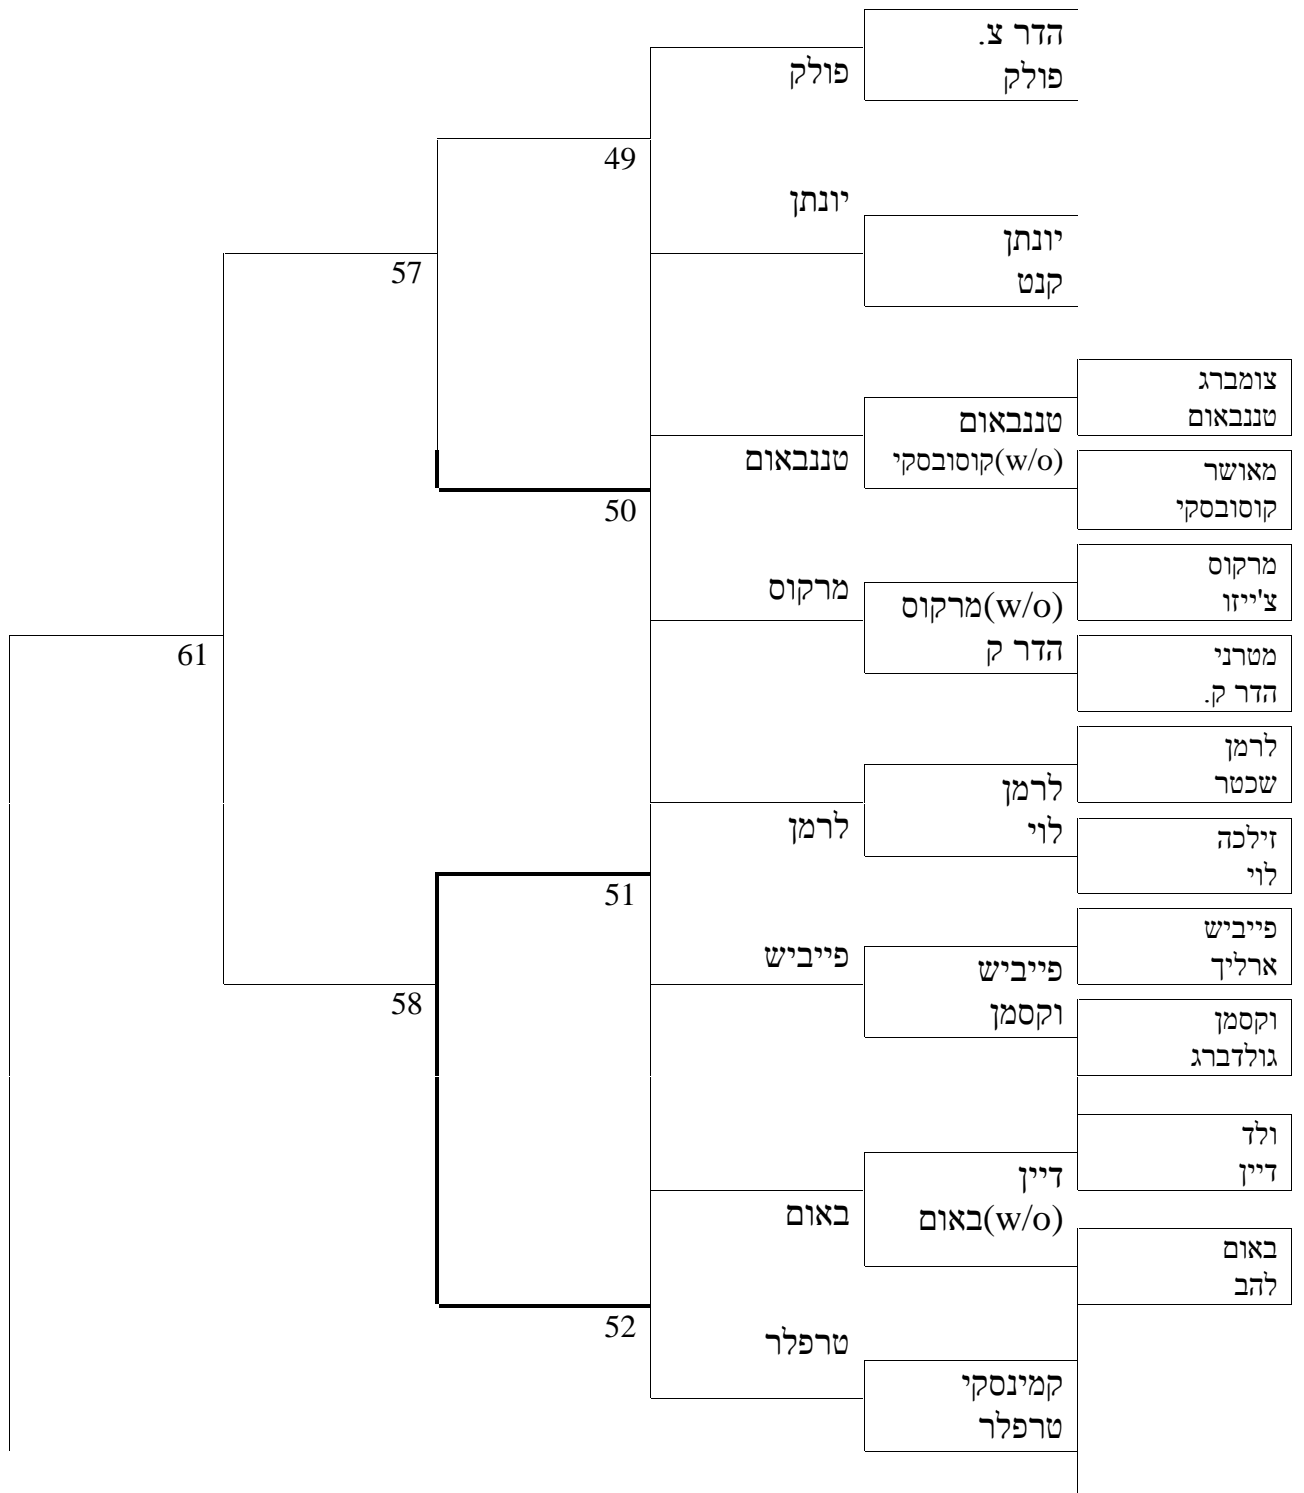 הדר צ.
פולק
פולק
49
יונתן
יונתן
קנט
57
צומברג
טננבאום
טננבאום
(w/o)קוסובסקי
טננבאום
מאושר
קוסובסקי
50
מרקוס
צ'ייזו
מרקוס
(w/o)מרקוס
הדר ק
מטרני
הדר ק.
61
לרמן
שכטר
לרמן
לוי
לרמן
זילכה
לוי
51
פייביש
ארליך
פייביש
פייביש
וקסמן
וקסמן
גולדברג
58
ולד
דיין
דיין
(w/o)באום
באום
באום
להב
52
טרפלר
קמינסקי
טרפלר